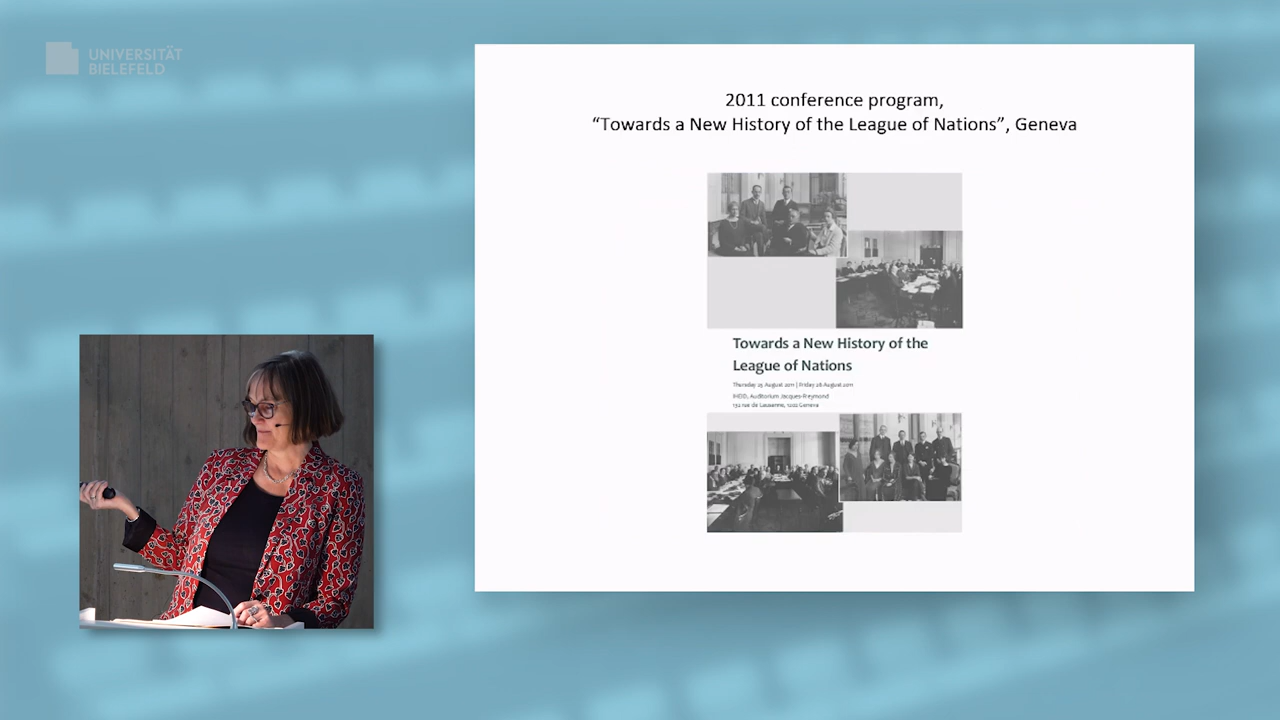 UNIVERSITÄT
BIELEFELD
2011 conference program,
“Towards a New History of the League of Nations”, Geneva
Towards a New History of the
League of Nations
Thursday 25 August 2011 | Friday 26 August 2011
IHEID, Auditorium Jacques-Freymond
132 rue de Lausanne, 1202 Geneva